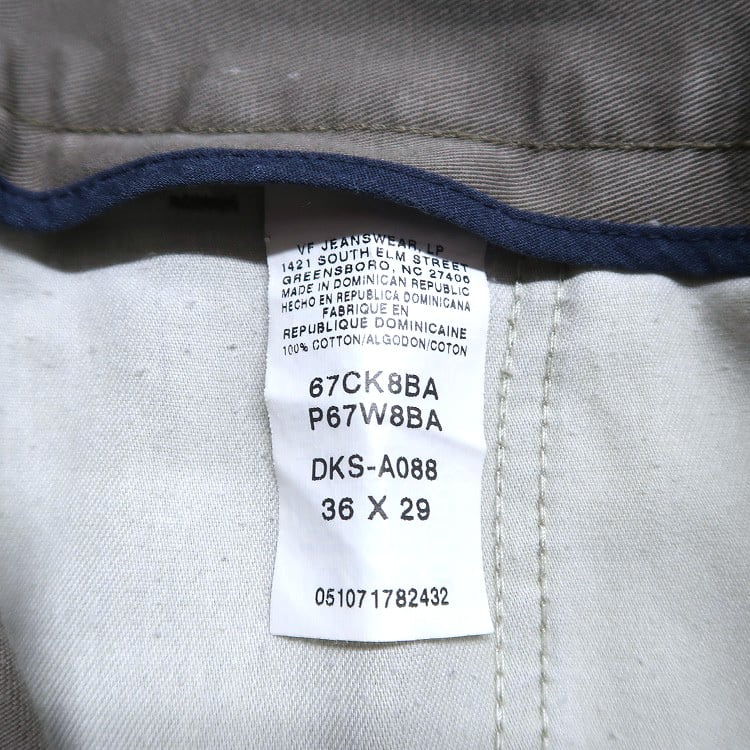 VF JEANSWEAR, LP
1421 SOUTH ELM STREET
GREENSBORO, NC 27406
MADE IN DOMINICAN REPUBLIC
HECHO EN REPUBLICA DOMINICANA
FABRIQUE EN
REPUBLIQUE DOMINICAINE
100% COTTON/ALGODON/COTON
67CK8BA
P67W8BA
DKS-A088
36 X 29
051071782432